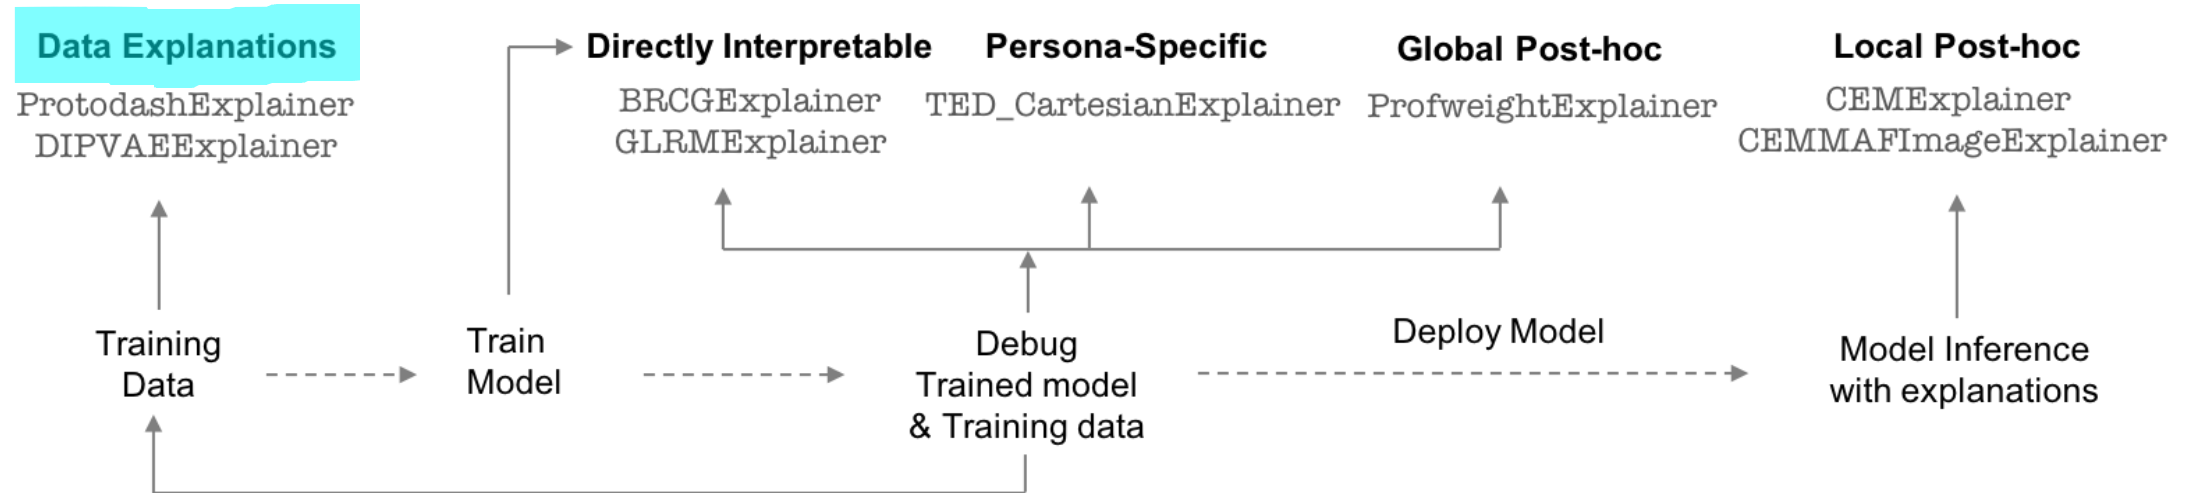 Data Explanations
ProtodashExplainer
DIPVAEExplainer
Directly Interpretable
BRCGExplainer
GLRMExplainer
Persona-Specific
TED_CartesianExplainer
Global Post-hoc
ProfweightExplainer
Local Post-hoc
CEMExplainer
CEMMAFImageExplainer
Training
Data
Train
Model
Debug
Trained model
& Training data
Deploy Model
Model Inference
with explanations